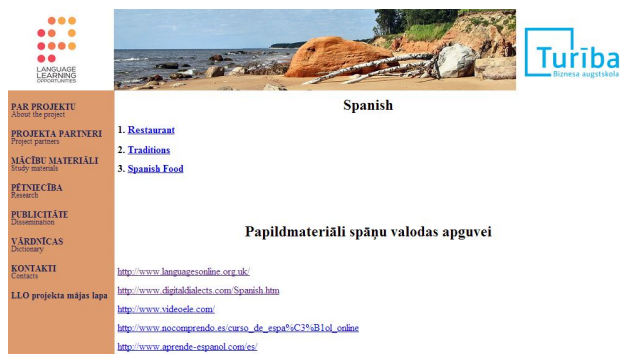 LANGUAGE
LEARNING
OPPORTUNITIES
Turība
Biznesa augstskola
PAR PROJEKTU
About the project
PROJEKTA PARTNERI
Project partners
MĀCĪBU MATERIĀLI
Study materials
PĒTNIECĪBA
Research
PUBLICITĀTE
Dissemination
VĀRDNĪCAS
Dictionary
KONTAKTI
Contacts
LLO projekta mājas lapa
Spanish
1. Restaurant
2. Traditions
3. Spanish Food
Papildmateriāli spāņu valodas apguvei
http://www.languagesonline.org.uk/
http://www.digitaldialects.com/Spanish.htm
http://www.videoele.com/
http://www.nocomprendo.es/curso_de_espa%C3%B1ol_online
http://www.aprende-espanol.com/es/